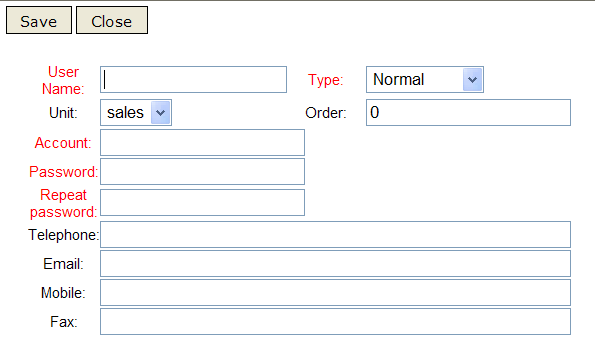 Save Close
User Name: Type: Normal
Unit: sales Order: 0
Account:
Password:
Repeat password:
Telephone:
Email:
Mobile:
Fax: